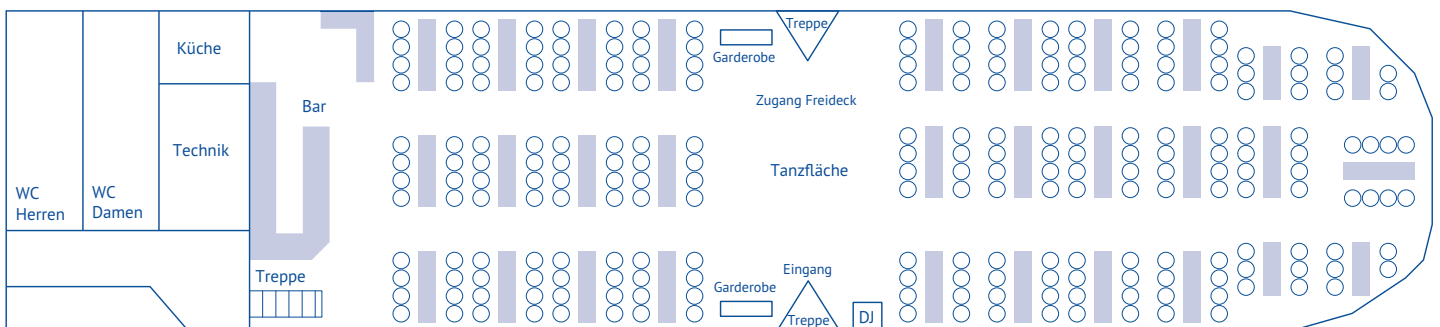 Küche
Technik
WC
Herren
WC
Damen
Bar
Treppe
Garderobe
Treppe
Zugang Freideck
Tanzfläche
Eingang
Garderobe
Treppe
DJ